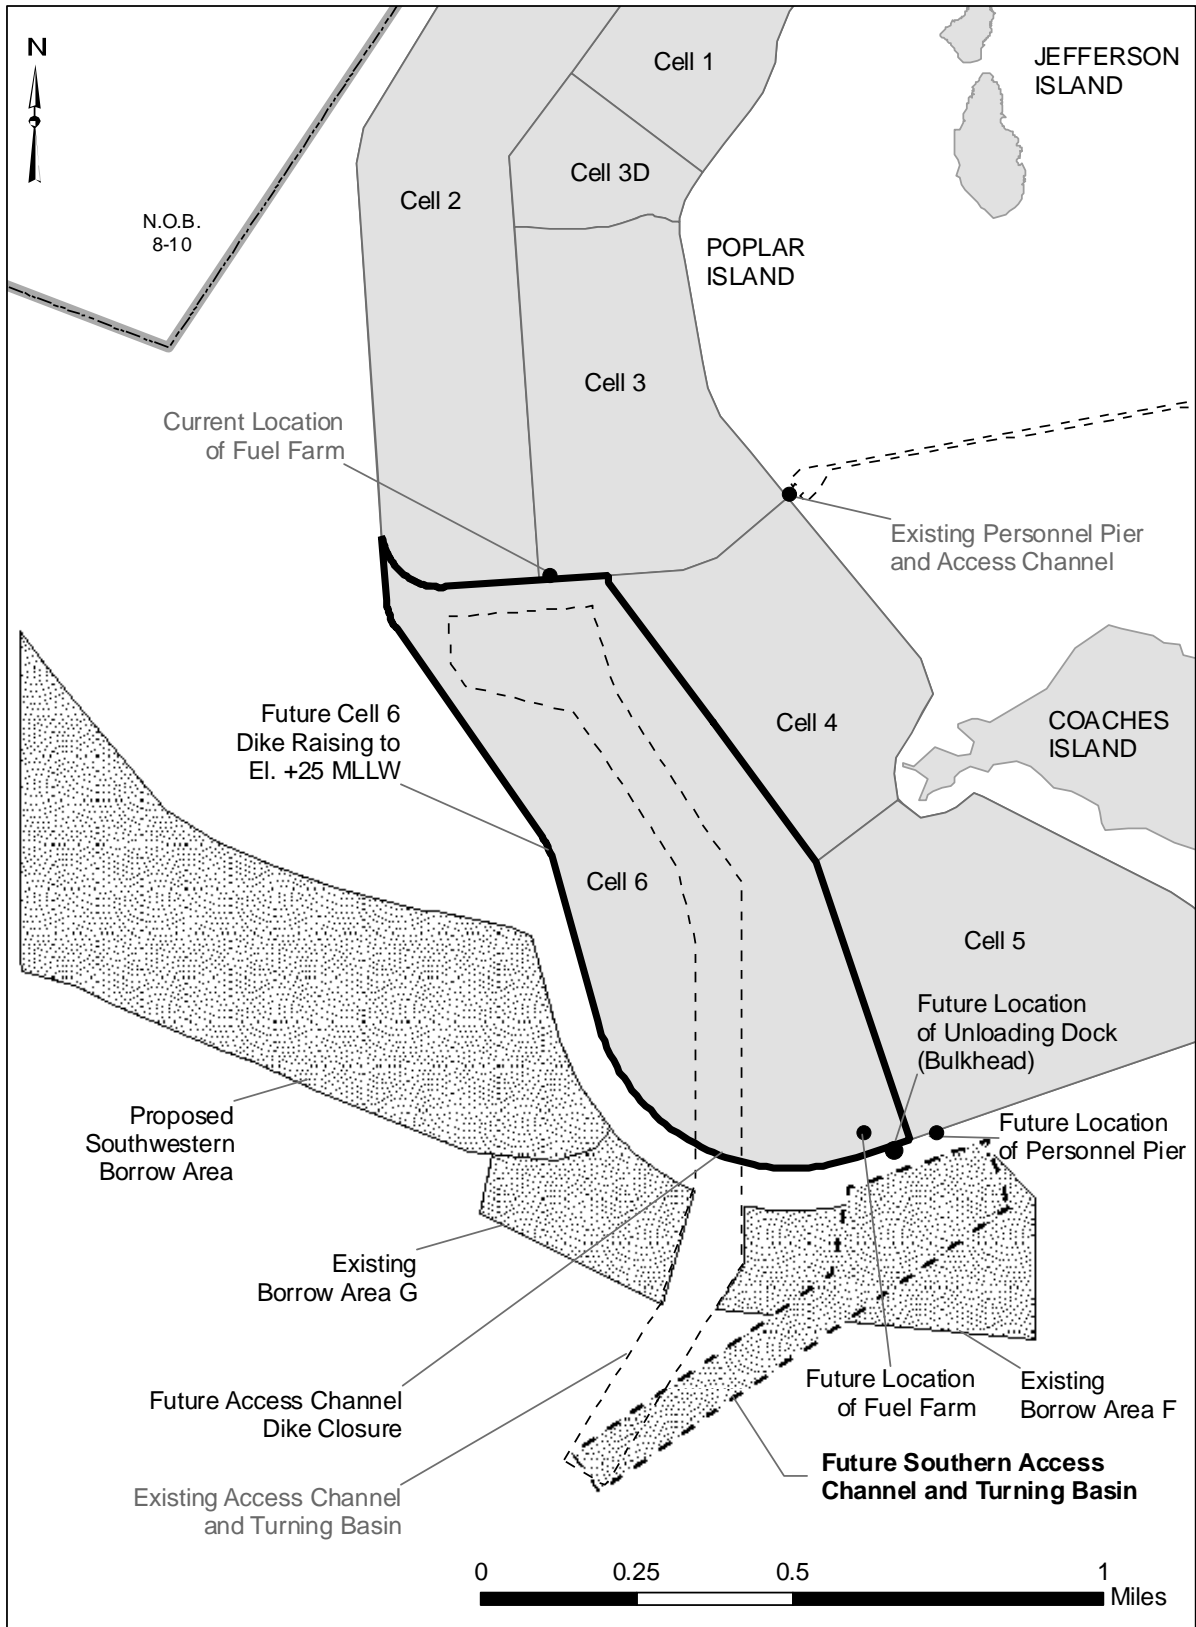 N
Cell 1
JEFFERSON
ISLAND
Cell 3D
Cell 2
N.O.B.
8-10
POPLAR
ISLAND
Cell 3
Current Location
of Fuel Farm
Existing Personnel Pier
and Access Channel
Future Cell 6
Dike Raising to
El. +25 MLLW
Cell 4
COACHES
ISLAND
Cell 6
Cell 5
Future Location
of Unloading Dock
(Bulkhead)
Proposed
Southwestern
Borrow Area
Future Location
of Personnel Pier
Existing
Borrow Area G
Future Access Channel
Dike Closure
Future Location
of Fuel Farm
Existing
Borrow Area F
Future Southern Access
Channel and Turning Basin
Existing Access Channel
and Turning Basin
0 0.25 0.5 1
Miles